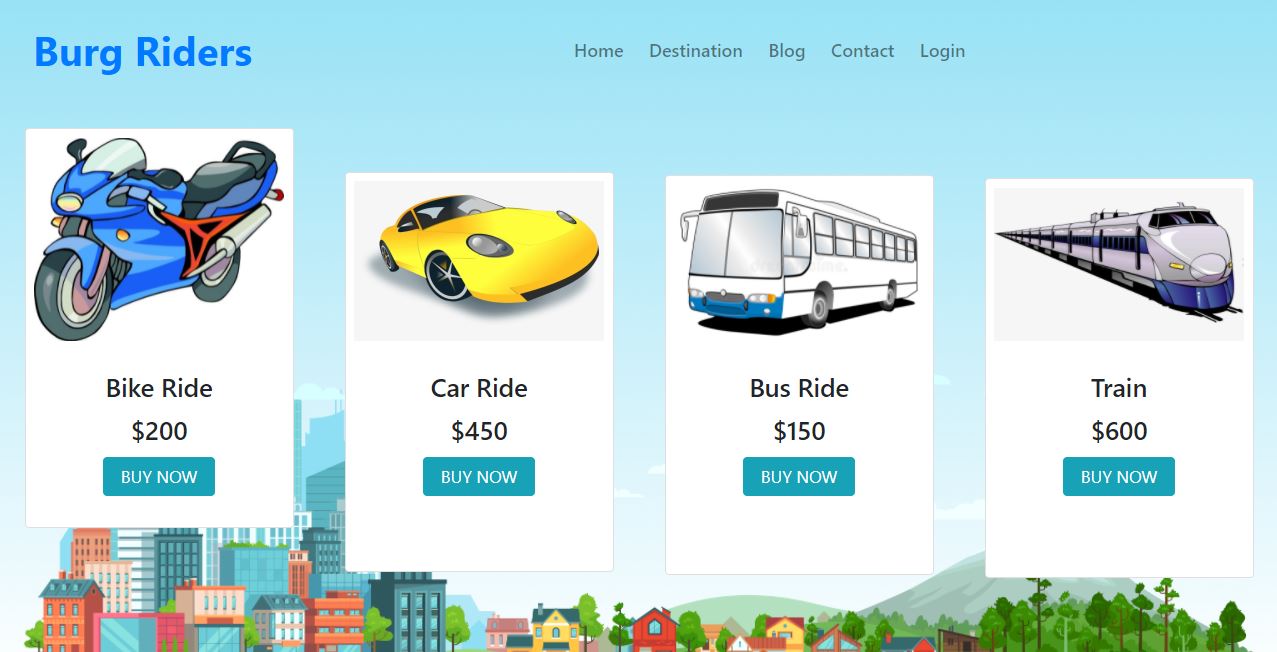 Burg Riders
Home Destination Blog Contact Login
Bike Ride
$200
BUY NOW
Car Ride
$450
BUY NOW
Bus Ride
$150
BUY NOW
Train
$600
BUY NOW